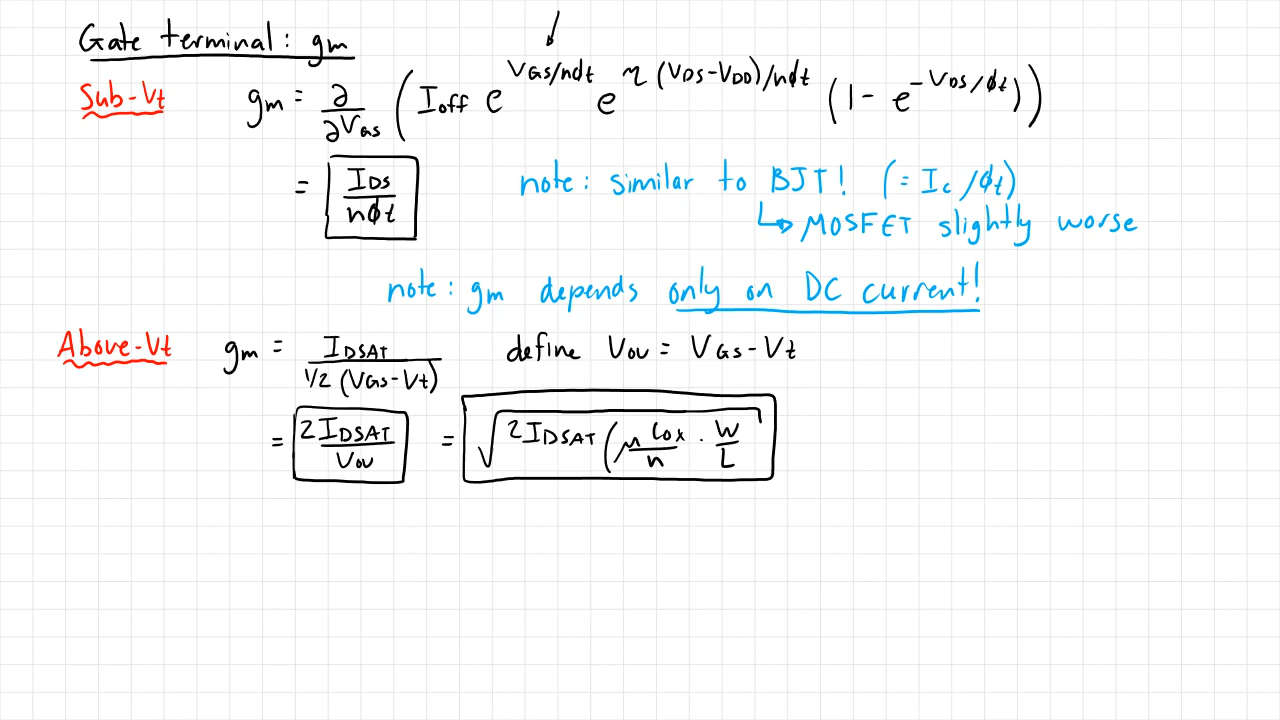 Gate terminal: gm
Sub-Vt gm = ∂/∂VGS ( Ioff e^(VGS/nϕt) e^(η (VDS-VDD)/nϕt) (1 - e^(-VDS/ϕt)))
= IDS/nϕt note: similar to BJT! (= Ic/ϕt)
↳ MOSFET slightly worse
note: gm depends only on DC current!
Above-Vt gm = IDSAT / 1/2 (VGS-Vt) define VOV = VGS-Vt
= 2IDSAT/VOV = √2IDSAT (μCox/n · W/L